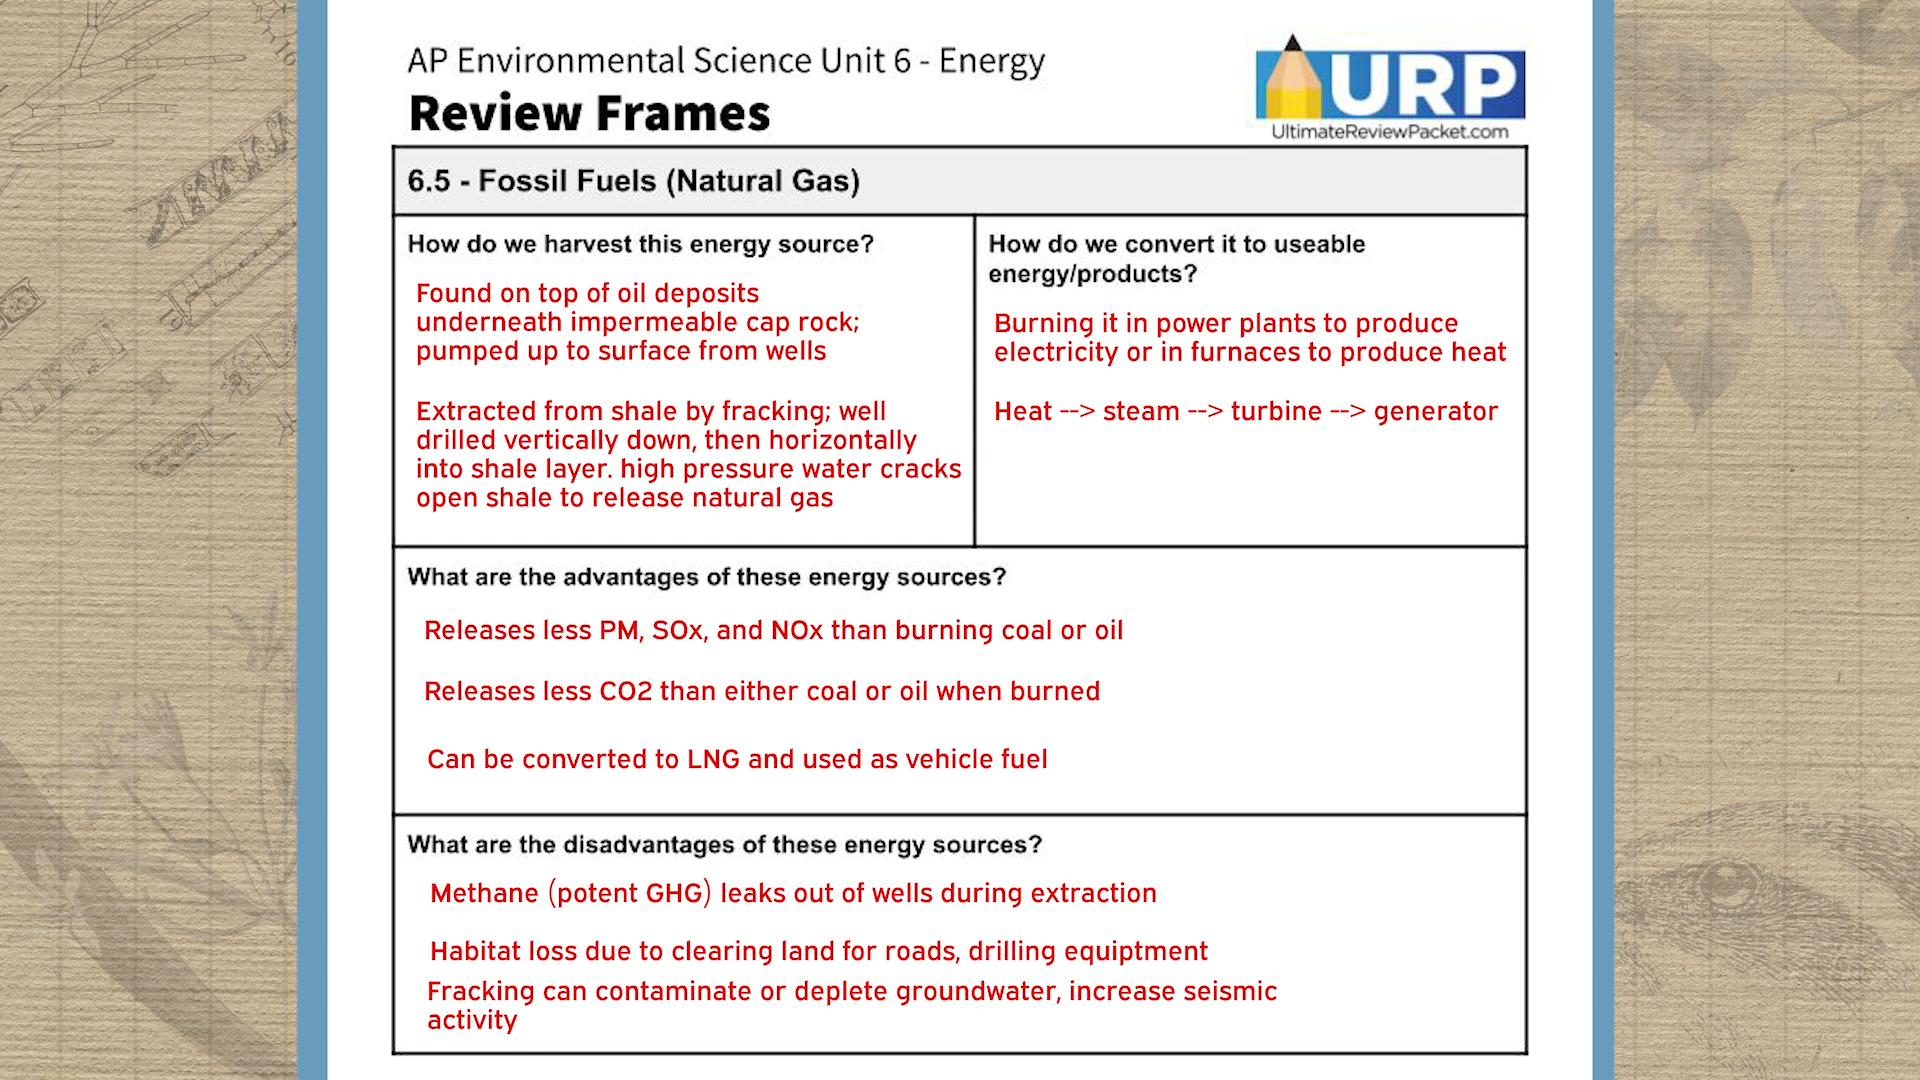 AP Environmental Science Unit 6 - Energy
Review Frames
URP
UltimateReviewPacket.com
6.5 - Fossil Fuels (Natural Gas)
How do we harvest this energy source?
Found on top of oil deposits
underneath impermeable cap rock;
pumped up to surface from wells
Extracted from shale by fracking; well
drilled vertically down, then horizontally
into shale layer. high pressure water cracks
open shale to release natural gas
How do we convert it to useable
energy/products?
Burning it in power plants to produce
electricity or in furnaces to produce heat
Heat --> steam --> turbine --> generator
What are the advantages of these energy sources?
Releases less PM, SOx, and NOx than burning coal or oil
Releases less CO2 than either coal or oil when burned
Can be converted to LNG and used as vehicle fuel
What are the disadvantages of these energy sources?
Methane (potent GHG) leaks out of wells during extraction
Habitat loss due to clearing land for roads, drilling equiptment
Fracking can contaminate or deplete groundwater, increase seismic
activity